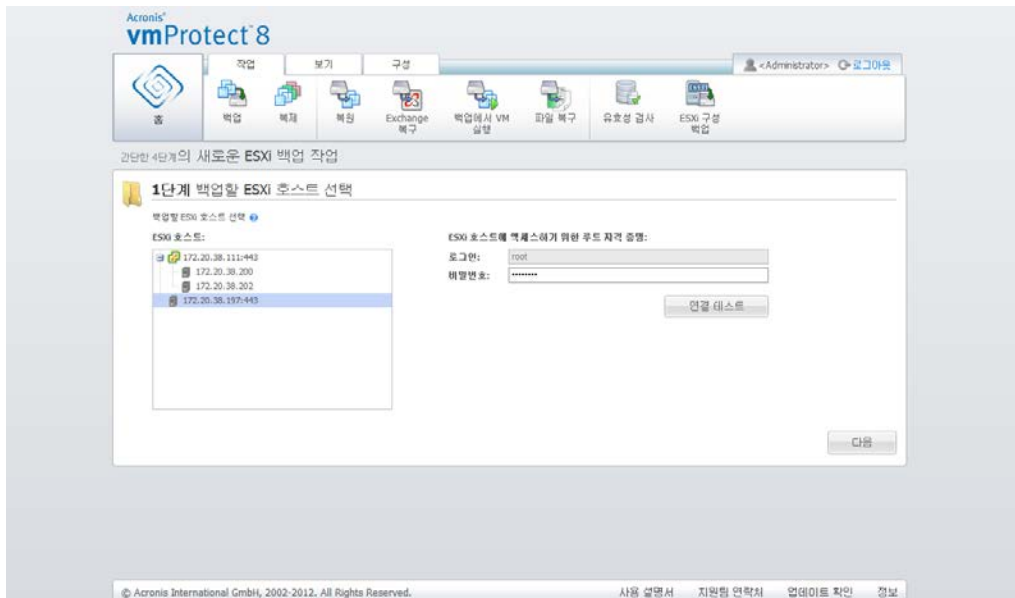 Acronis®
vmProtect™8
작업 보기 구성
<Administrator> 로그아웃
홈
백업
복제
복원
Exchange 복구
백업에서 VM 실행
파일 복구
유효성 검사
ESXi 구성 백업
간단한 4단계의 새로운 ESXi 백업 작업
1단계 백업할 ESXi 호스트 선택
백업할 ESXi 호스트 선택
ESXi 호스트:
172.20.38.111:443
172.20.38.200
172.20.38.202
172.20.38.197:443
ESXi 호스트에 액세스하기 위한 루트 자격 증명:
로그인: root
비밀번호: ••••••••
연결 테스트
다음
© Acronis International GmbH, 2002-2012. All Rights Reserved.
사용 설명서 지원팀 연락처 업데이트 확인 정보